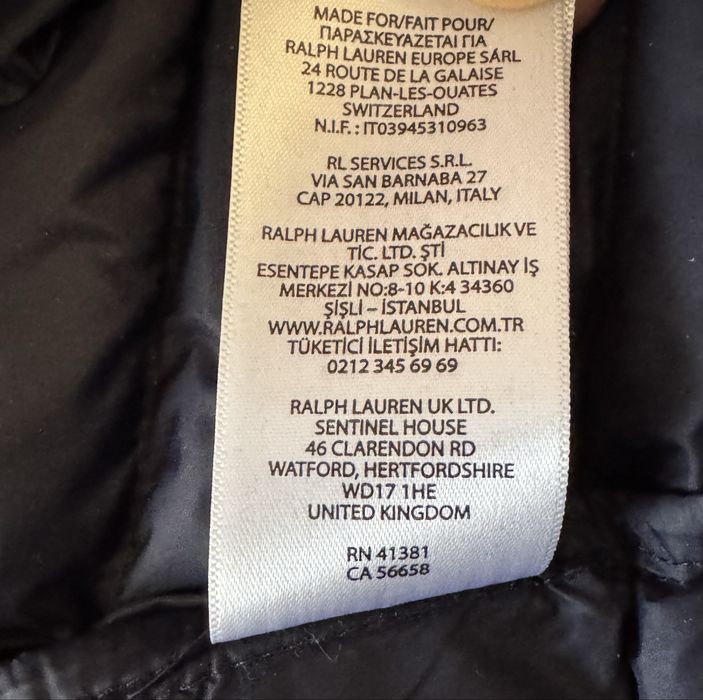 MADE FOR/FAIT POUR/
ΠΑΡΑΣΚΕΥΑΖΕΤΑΙ ΓΙΑ
RALPH LAUREN EUROPE SÁRL
24 ROUTE DE LA GALAISE
1228 PLAN-LES-OUATES
SWITZERLAND
N.I.F. : IT03945310963
RL SERVICES S.R.L.
VIA SAN BARNABA 27
CAP 20122, MILAN, ITALY
RALPH LAUREN MAĞAZACILIK VE
TİC. LTD. ŞTİ
ESENTEPE KASAP SOK. ALTINAY İŞ
MERKEZİ NO:8-10 K:4 34360
ŞİŞLİ – İSTANBUL
WWW.RALPHLAUREN.COM.TR
TÜKETİCİ İLETİŞİM HATTI:
0212 345 69 69
RALPH LAUREN UK LTD.
SENTINEL HOUSE
46 CLARENDON RD
WATFORD, HERTFORDSHIRE
WD17 1HE
UNITED KINGDOM
RN 41381
CA 56658